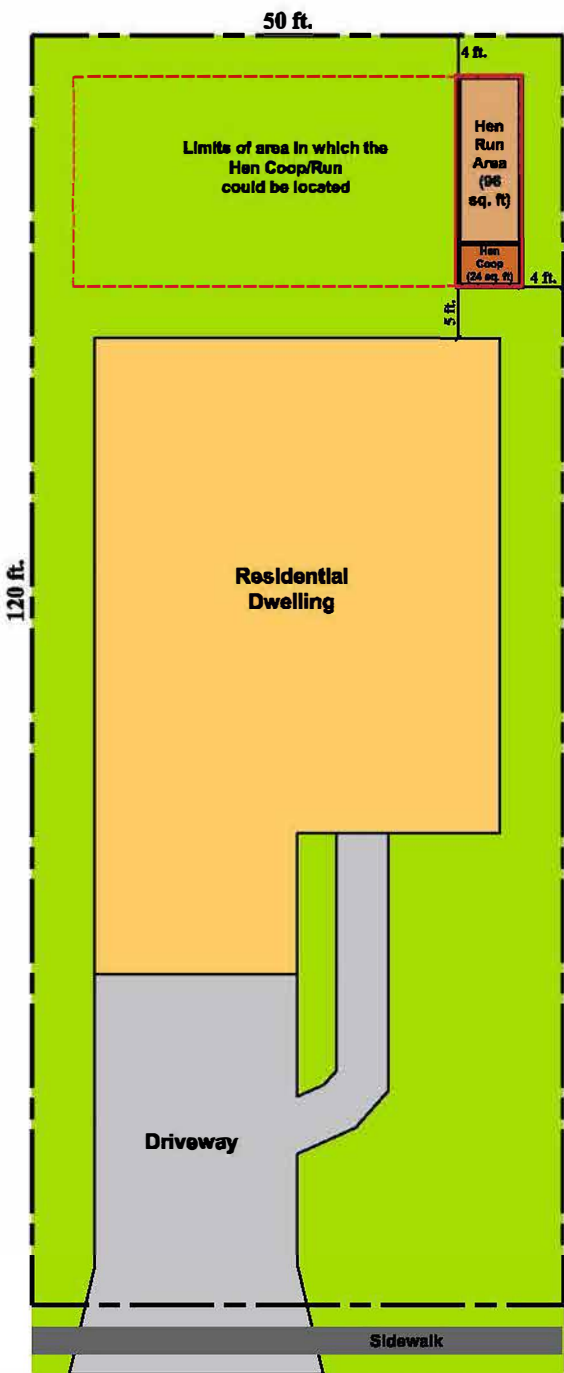 50 ft.
4 ft.
Limits of area in which the
Hen Coop/Run
could be located
Hen
Run
Area
(96
sq. ft)
Hen
Coop
(24 sq. ft)
4 ft.
5 ft.
120 ft.
Residential
Dwelling
Driveway
Sidewalk